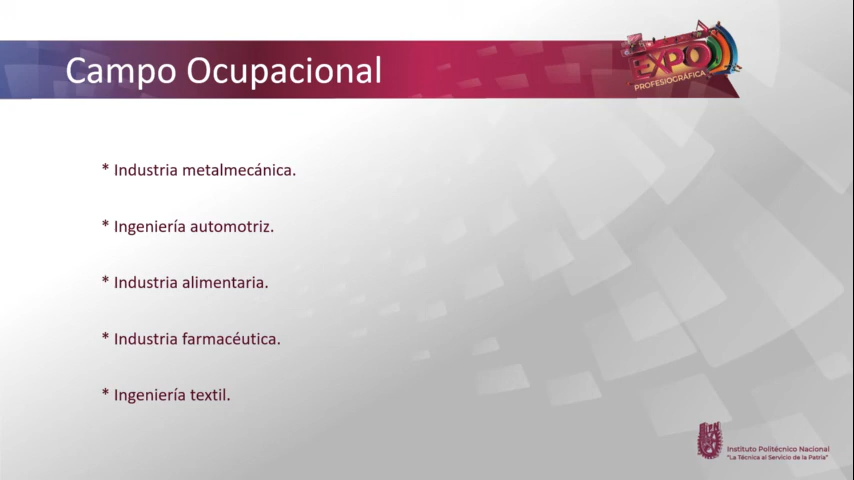 Campo Ocupacional
EXPO
PROFESIOGRÁFICA
* Industria metalmecánica.
* Ingeniería automotriz.
* Industria alimentaria.
* Industria farmacéutica.
* Ingeniería textil.
Instituto Politécnico Nacional
"La Técnica al Servicio de la Patria"